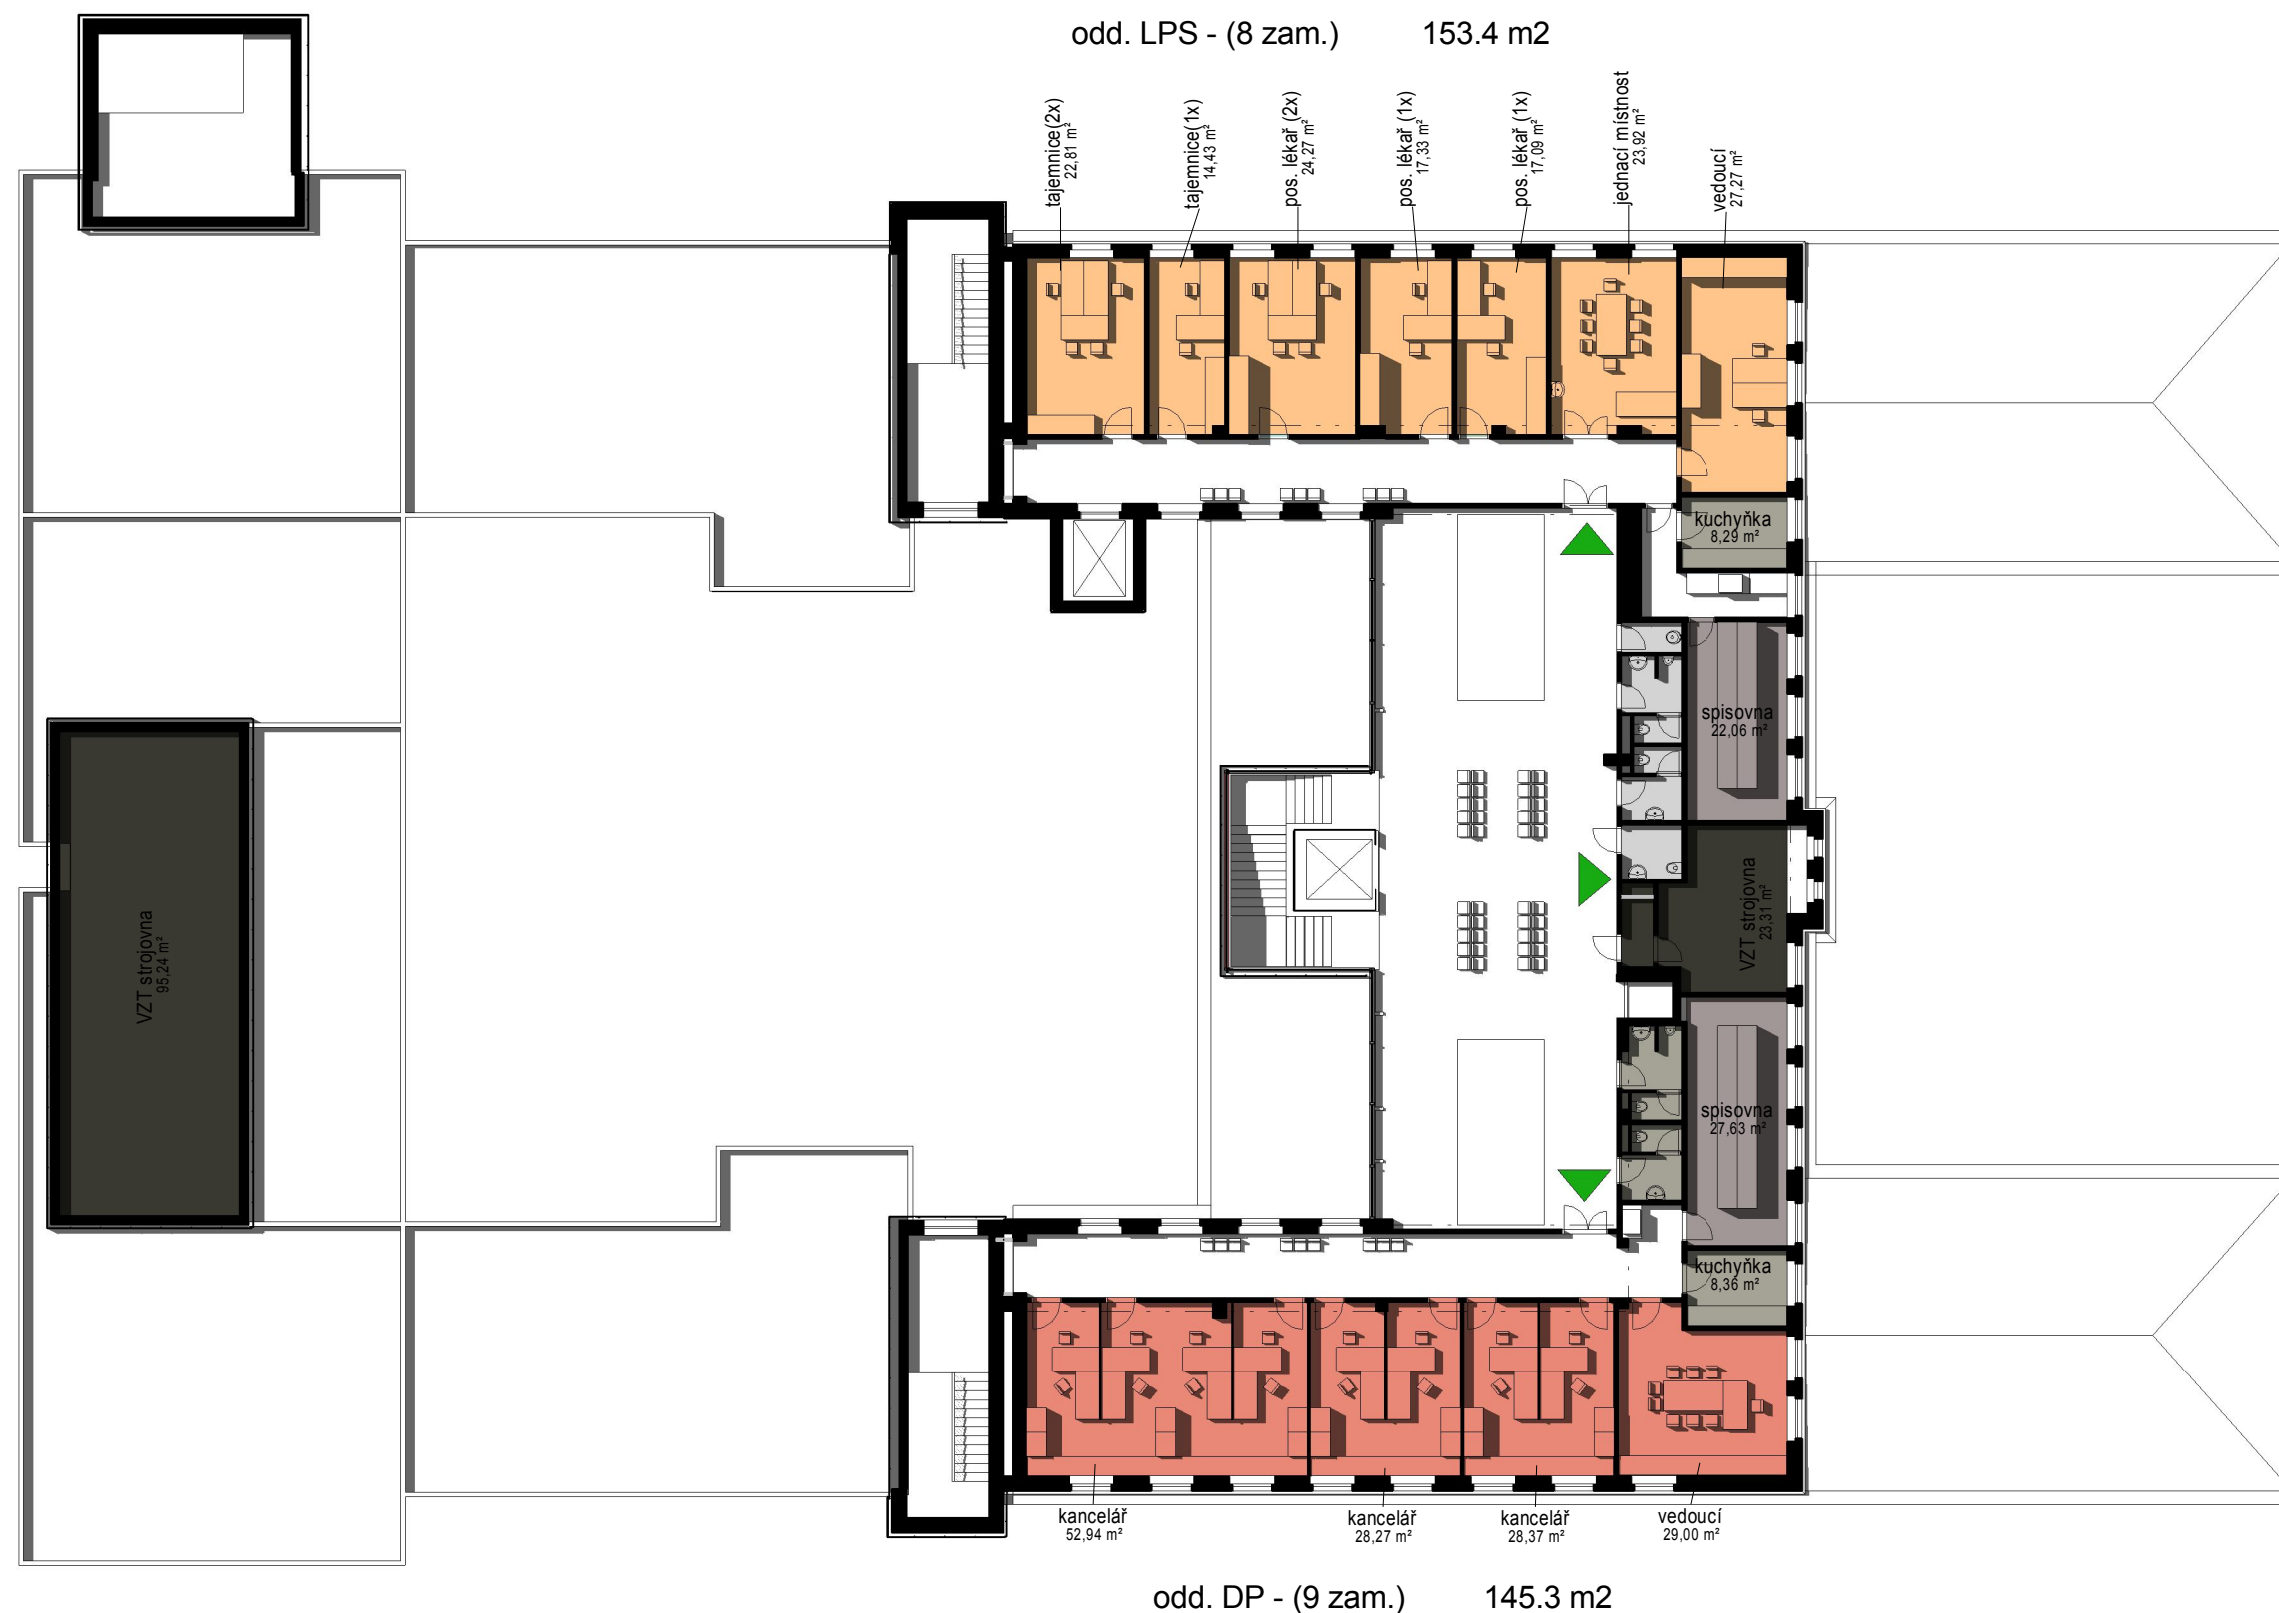 odd. LPS - (8 zam.) 153.4 m2
tajemnice(2x)
22,81 m²
tajemnice(1x)
14,43 m²
pos. lékař (2x)
24,27 m²
pos. lékař (1x)
17,33 m²
pos. lékař (1x)
17,09 m²
jednací místnost
23,92 m²
vedoucí
27,27 m²
kuchyňka
8,29 m²
spisovna
22,06 m²
VZT strojovna
23,31 m²
VZT strojovna
95,24 m²
spisovna
27,63 m²
kuchyňka
8,36 m²
kancelář
52,94 m²
kancelář
28,27 m²
kancelář
28,37 m²
vedoucí
29,00 m²
odd. DP - (9 zam.) 145.3 m2